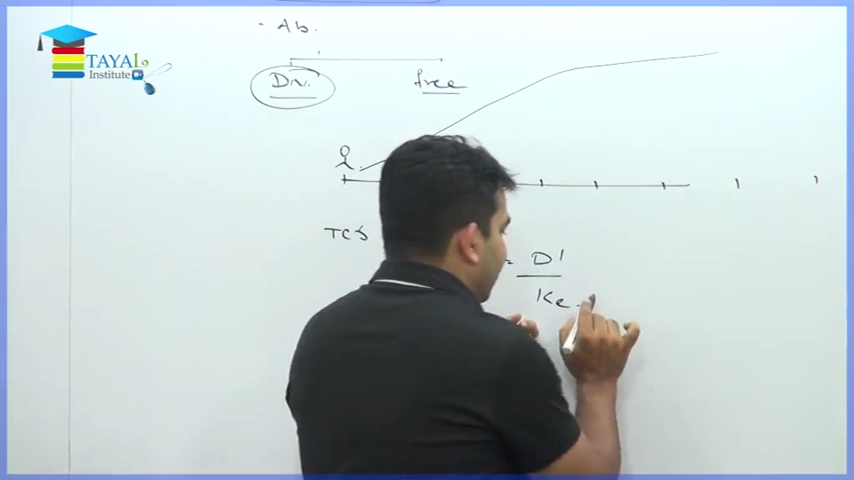 TAYAL's
Institute
- Ab.
Div. free
TCS
= D1
Ke -